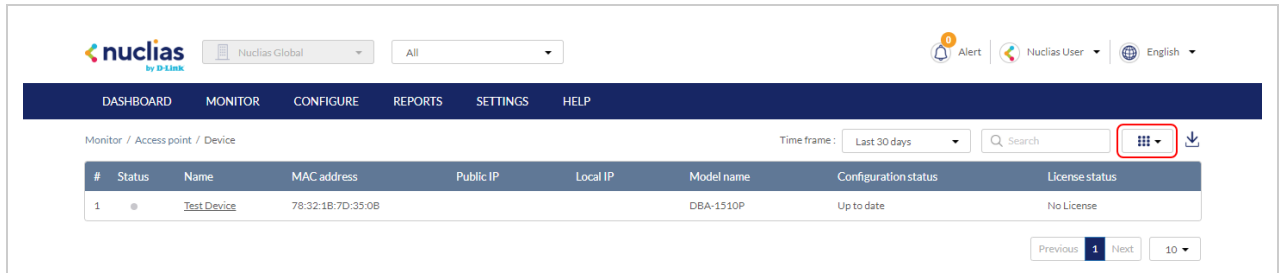 nuclias
by D-Link
Nuclias Global
All
0
Alert
Nuclias User
English
DASHBOARD MONITOR CONFIGURE REPORTS SETTINGS HELP
Monitor / Access point / Device
Time frame :
Last 30 days
Search
# Status Name MAC address Public IP Local IP Model name Configuration status License status
1 Test Device 78:32:1B:7D:35:0B DBA-1510P Up to date No License
Previous 1 Next 10